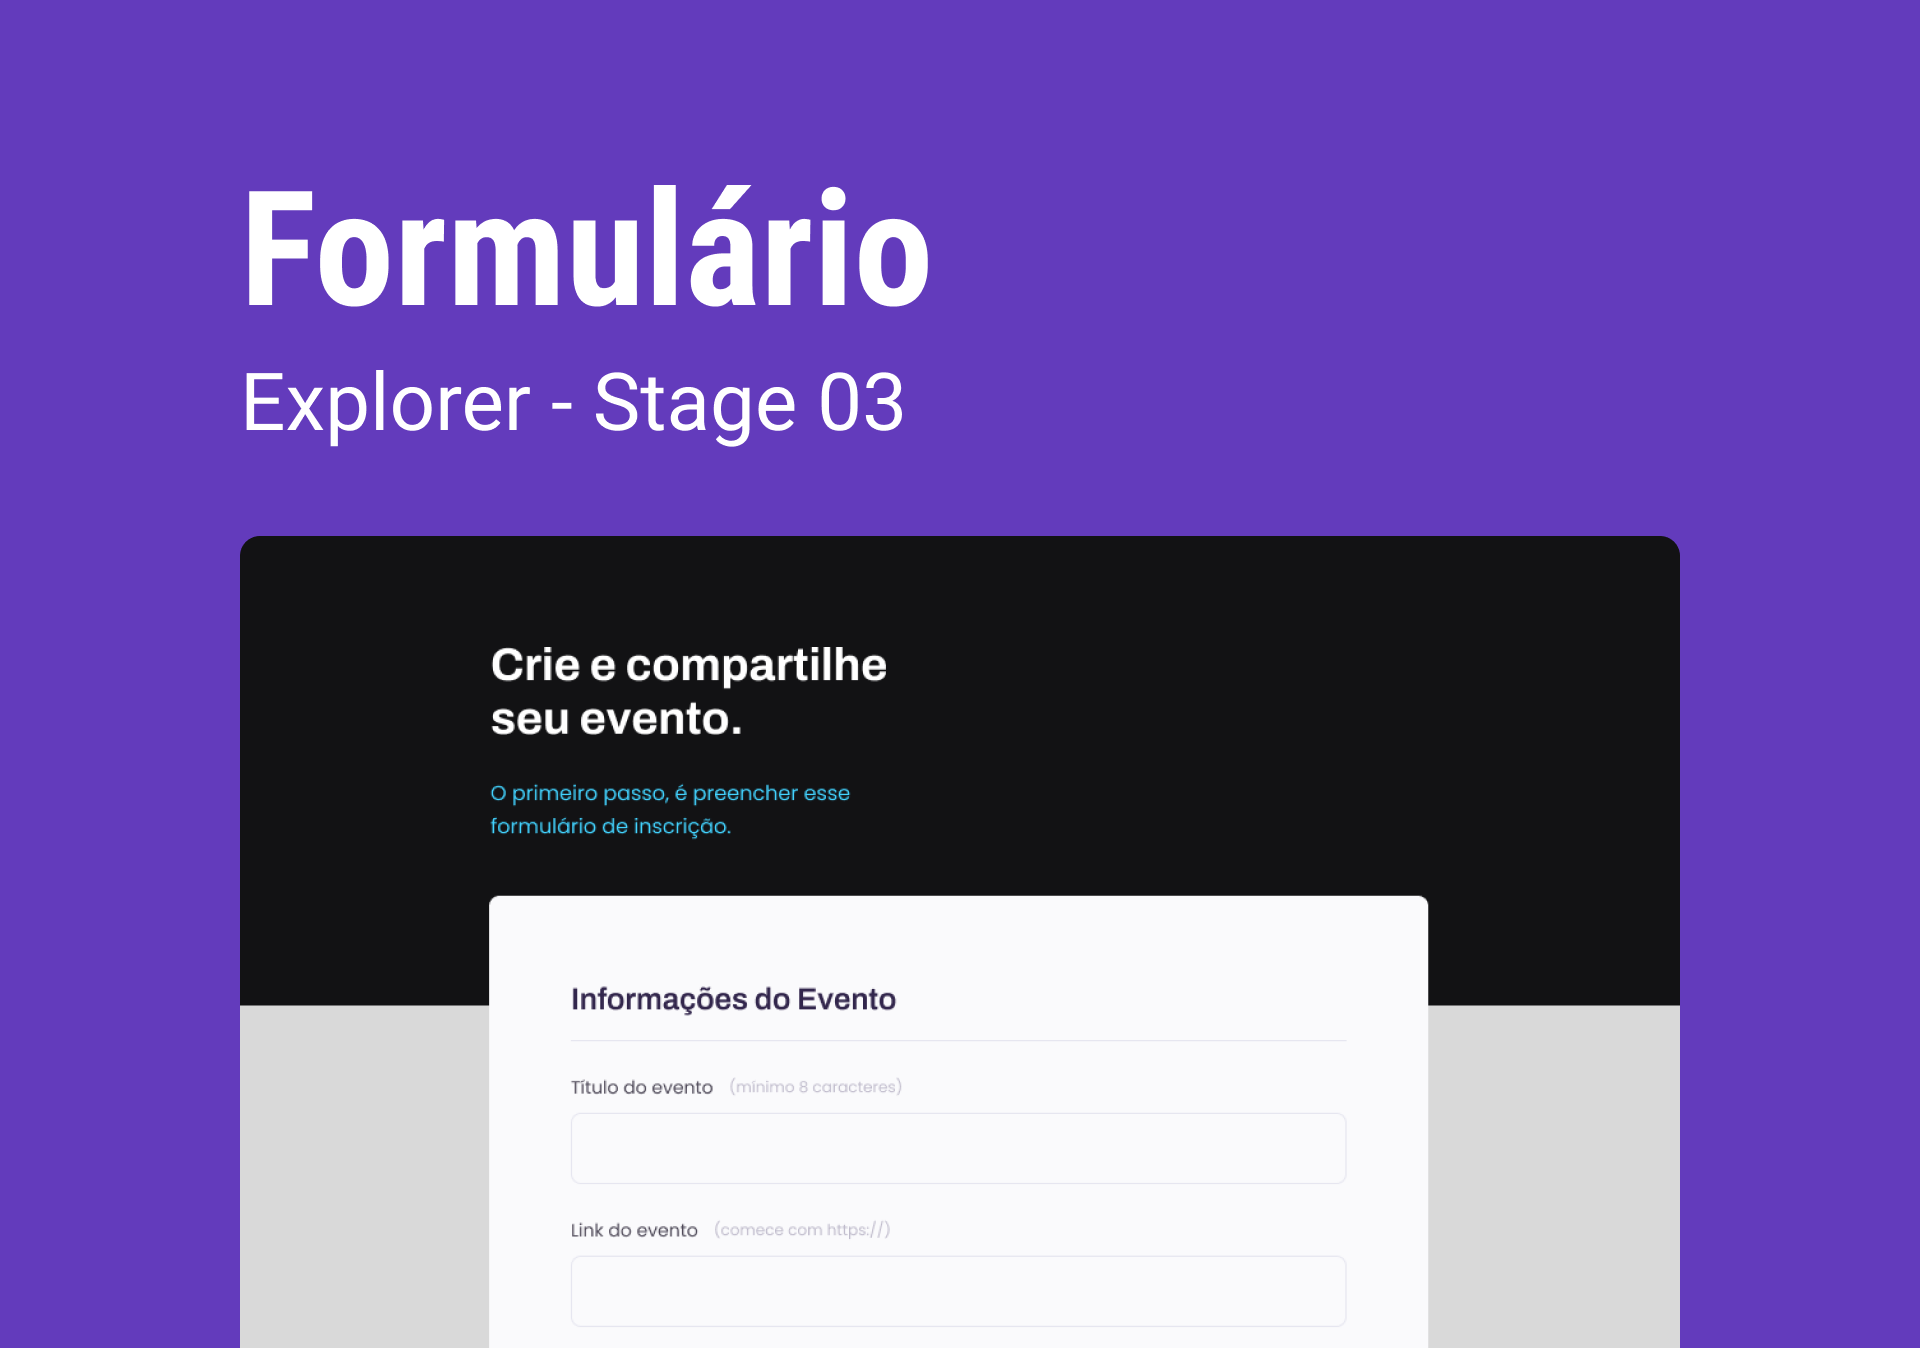 Formulário
Explorer - Stage 03
Crie e compartilhe
seu evento.
O primeiro passo, é preencher esse
formulário de inscrição.
Informações do Evento
Título do evento (mínimo 8 caracteres)
Link do evento (comece com https://)